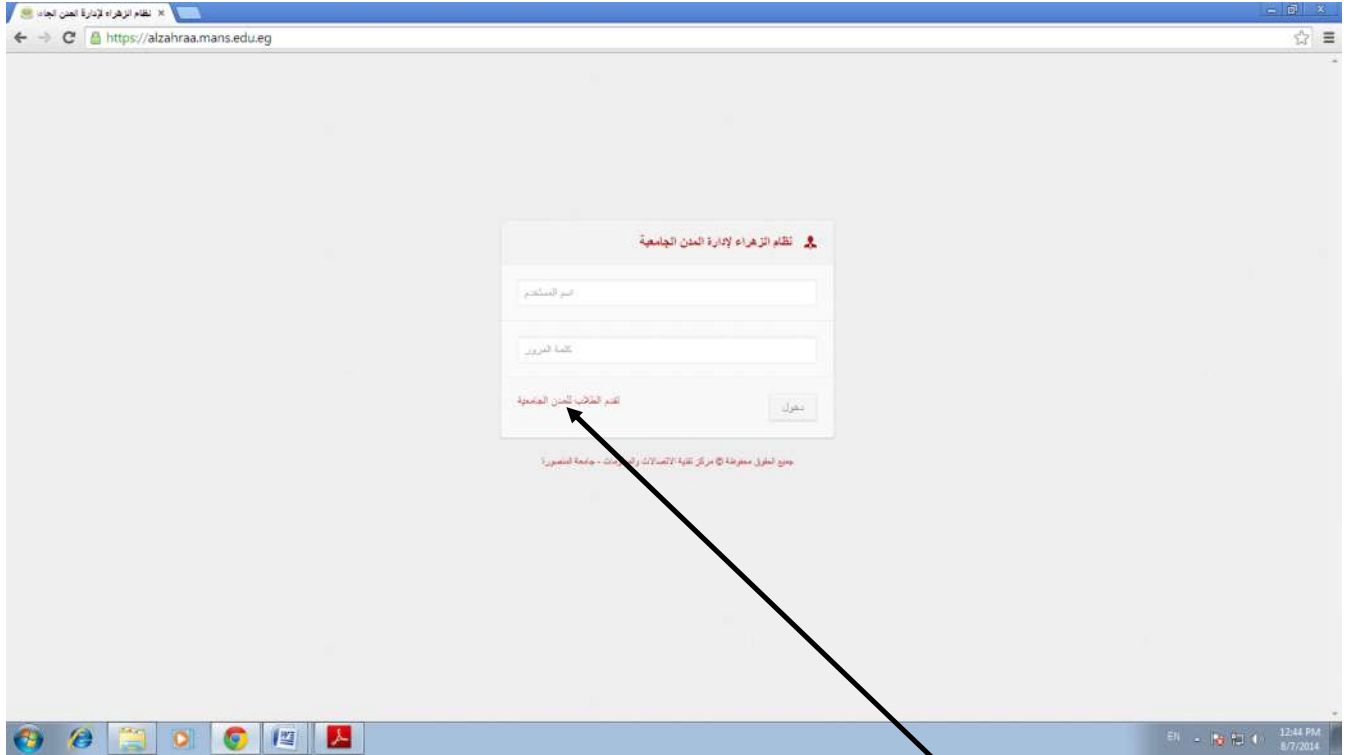 نظام الزهراء لإدارة المدن الجام ×
https://alzahraa.mans.edu.eg
نظام الزهراء لإدارة المدن الجامعية
اسم المستخدم
كلمة المرور
تقدم الطلاب للمدن الجامعية
دخول
جميع الحقوق محفوظة © مركز تقنية الاتصالات والمعلومات - جامعة المنصورة
EN
12:44 PM
8/7/2014